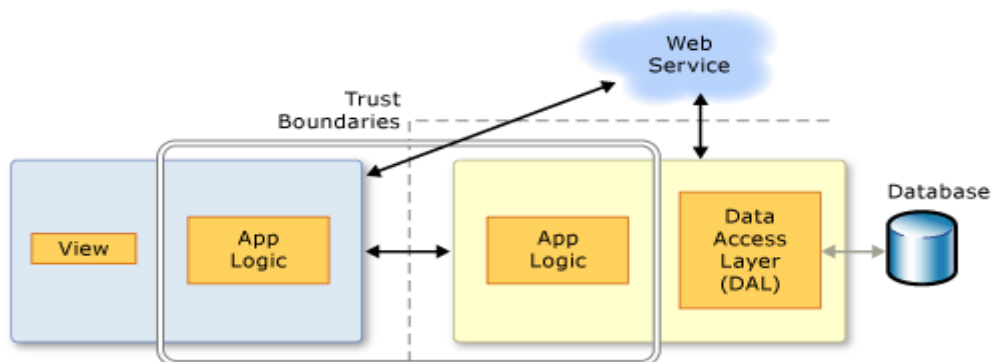 Web
Service
Trust
Boundaries
View
App
Logic
App
Logic
Data
Access
Layer
(DAL)
Database